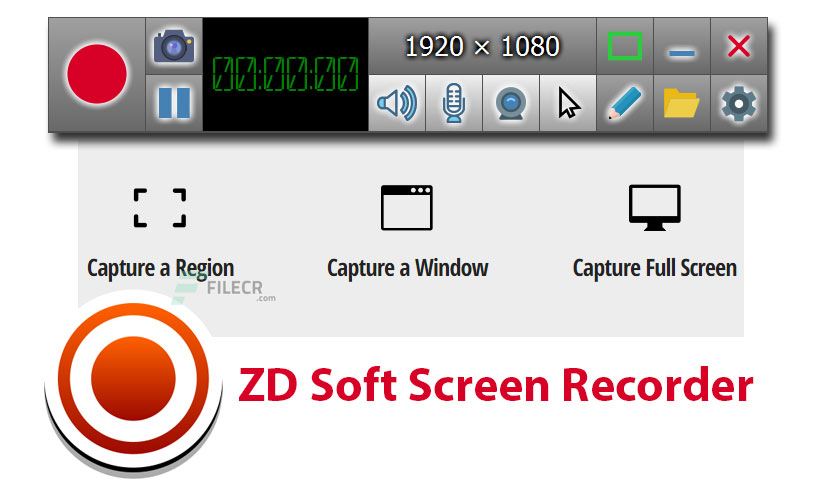 00:00:00
1920 × 1080
Capture a Region
Capture a Window
Capture Full Screen
FILECR
.com
ZD Soft Screen Recorder